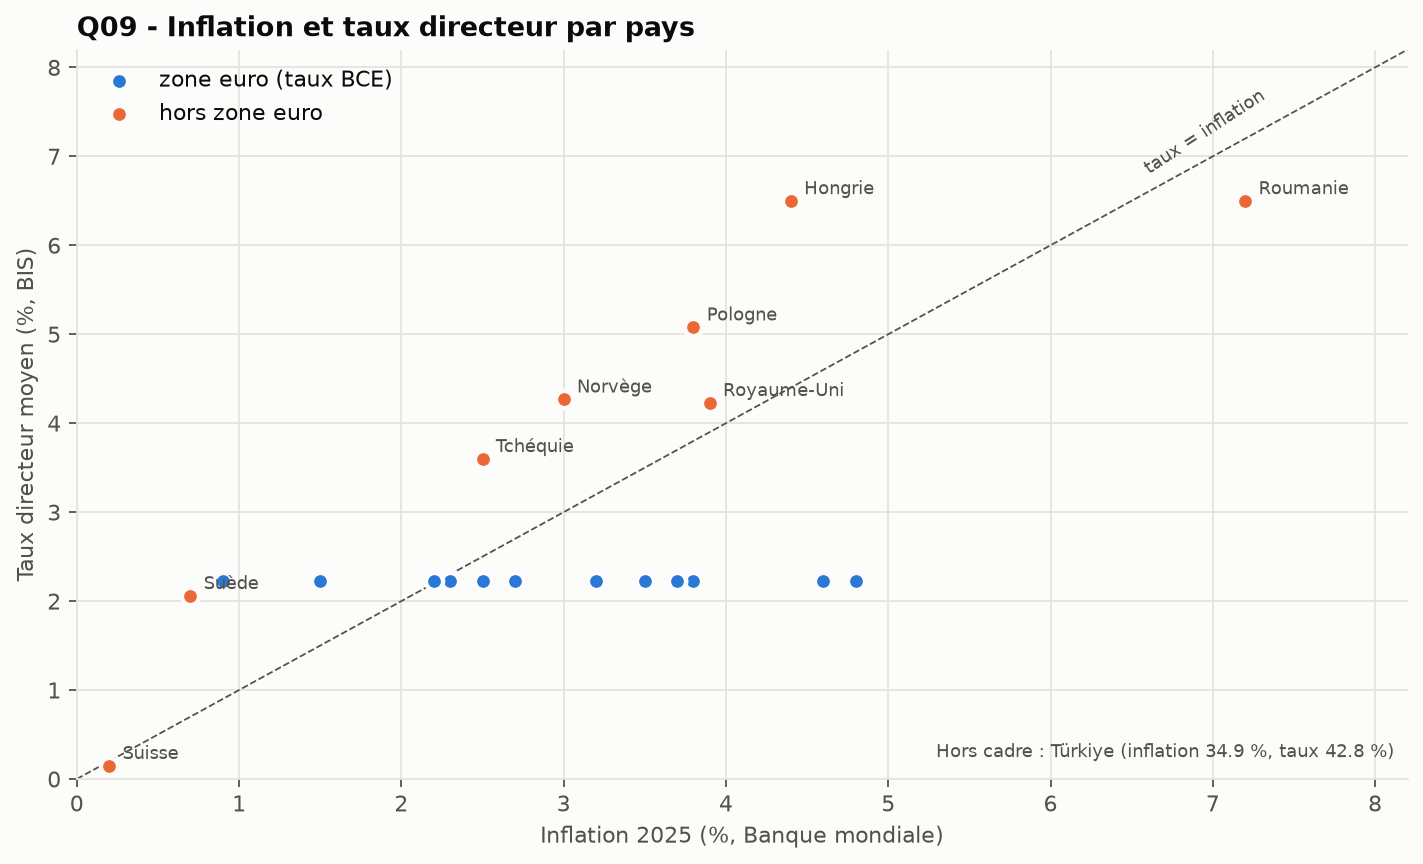 Q09 - Inflation et taux directeur par pays
zone euro (taux BCE)
hors zone euro
Taux directeur moyen (%, BIS)
8
7
6
5
4
3
2
1
0
taux = inflation
Hongrie
Roumanie
Pologne
Norvège
Royaume-Uni
Tchéquie
Suède
Suisse
Hors cadre : Türkiye (inflation 34.9 %, taux 42.8 %)
0 1 2 3 4 5 6 7 8
Inflation 2025 (%, Banque mondiale)